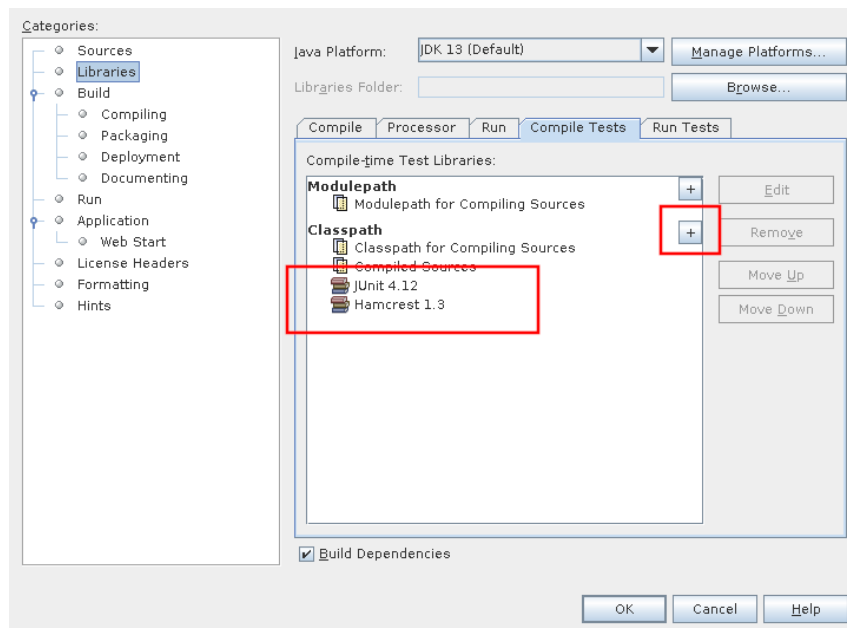 Categories:
Sources
Libraries
Build
Compiling
Packaging
Deployment
Documenting
Run
Application
Web Start
License Headers
Formatting
Hints
Java Platform: JDK 13 (Default) Manage Platforms...
Libraries Folder: Browse...
Compile Processor Run Compile Tests Run Tests
Compile-time Test Libraries:
Modulepath +
Modulepath for Compiling Sources
Classpath +
Classpath for Compiling Sources
Compiled Sources
JUnit 4.12
Hamcrest 1.3
Edit
Remove
Move Up
Move Down
Build Dependencies
OK Cancel Help